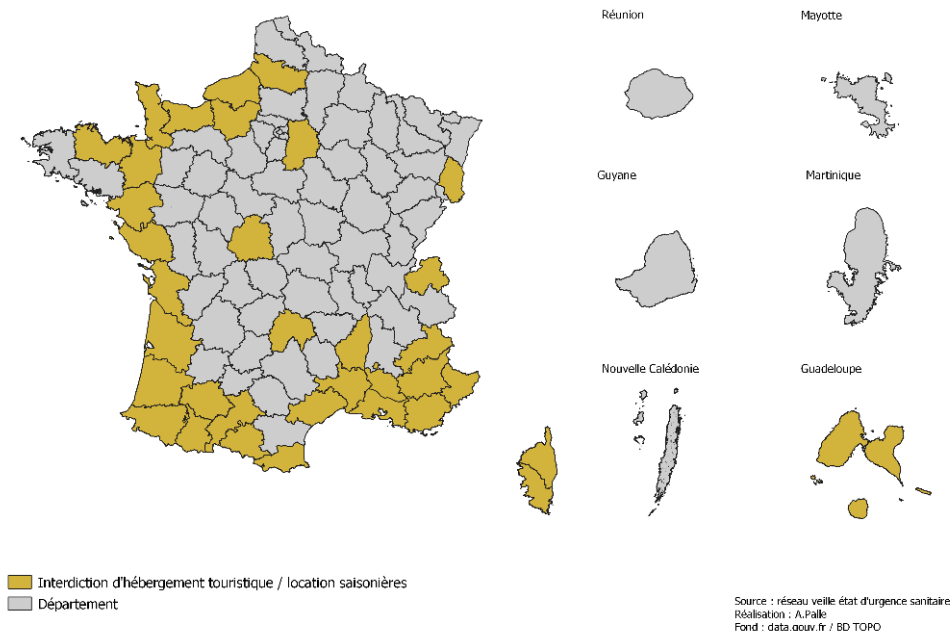 Réunion
Mayotte
Guyane
Martinique
Nouvelle Calédonie
Guadeloupe
Interdiction d'hébergement touristique / location saisonières
Département
Source : réseau veille état d'urgence sanitaire
Réalisation : A.Palle
Fond : data.gouv.fr / BD TOPO